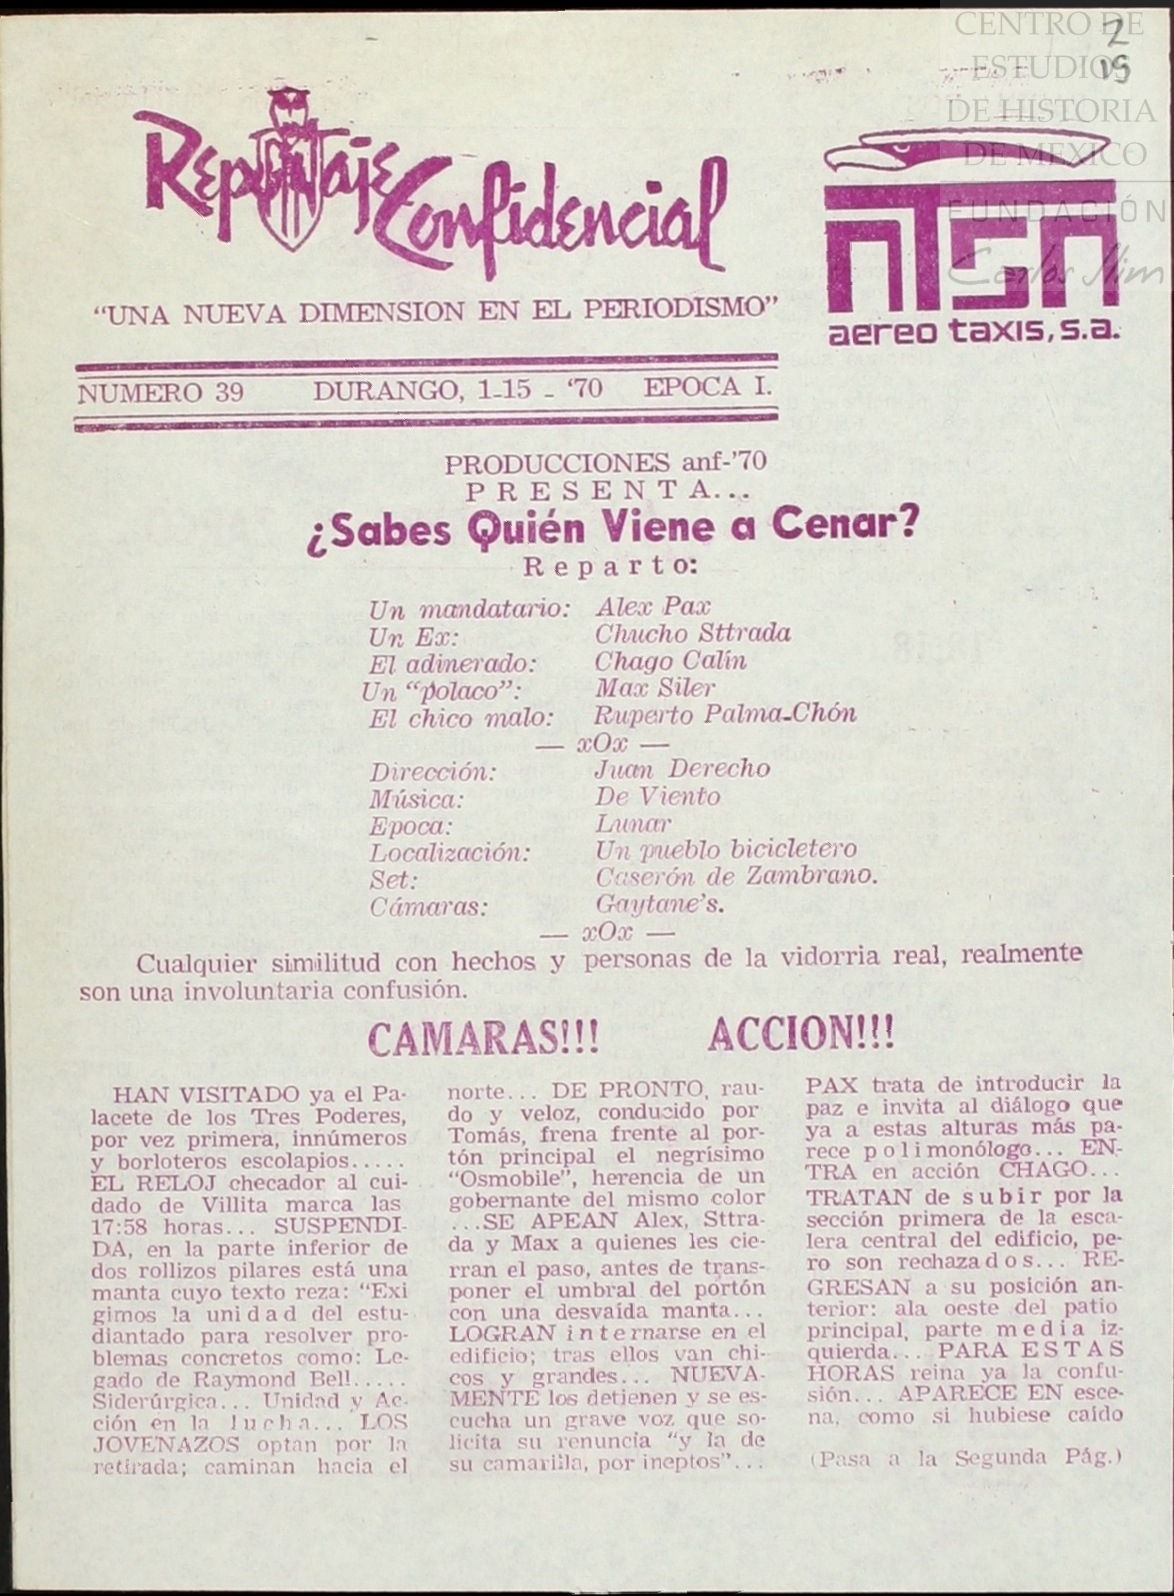 CENTRO DE
ESTUDIOS
DE HISTORIA
DE MÉXICO
FUNDACIÓN
Carlos Slim
2
19
Reportaje Confidencial
"UNA NUEVA DIMENSION EN EL PERIODISMO"
ATSA
aereo taxis, s.a.
NUMERO 39 DURANGO, 1-15 - '70 EPOCA I.
PRODUCCIONES anf-'70
PRESENTA...
¿Sabes Quién Viene a Cenar?
Reparto:
Un mandatario: Alex Pax
Un Ex: Chucho Sttrada
El adinerado: Chago Calín
Un "polaco": Max Siler
El chico malo: Ruperto Palma-Chón
— xOx —
Dirección: Juan Derecho
Música: De Viento
Epoca: Lunar
Localización: Un pueblo bicicletero
Set: Caserón de Zambrano.
Cámaras: Gaytane's.
— xOx —
Cualquier similitud con hechos y personas de la vidorria real, realmente
son una involuntaria confusión.
CAMARAS!!! ACCION!!!
HAN VISITADO ya el Pa-
lacete de los Tres Poderes,
por vez primera, innúmeros
y borloteros escolapios.....
EL RELOJ checador al cui-
dado de Villita marca las
17:58 horas... SUSPENDI-
DA, en la parte inferior de
dos rollizos pilares está una
manta cuyo texto reza: "Exi
gimos la unidad del estu-
diantado para resolver pro-
blemas concretos como: Le-
gado de Raymond Bell.....
Siderúrgica... Unidad y Ac-
ción en la lucha... LOS
JOVENAZOS optan por la
retirada; caminan hacia el
norte... DE PRONTO, rau-
do y veloz, conducido por
Tomás, frena frente al por-
tón principal el negrísimo
"Osmobile", herencia de un
gobernante del mismo color
...SE APEAN Alex, Sttra-
da y Max a quienes les cie-
rran el paso, antes de trans-
poner el umbral del portón
con una desvaída manta...
LOGRAN internarse en el
edificio; tras ellos van chi-
cos y grandes... NUEVA-
MENTE los detienen y se es-
cucha un grave voz que so-
licita su renuncia "y la de
su camarilla, por ineptos"...
PAX trata de introducir la
paz e invita al diálogo que
ya a estas alturas más pa-
rece polimonólogo... EN-
TRA en acción CHAGO...
TRATAN de subir por la
sección primera de la esca-
lera central del edificio, pe-
ro son rechazados... RE-
GRESAN a su posición an-
terior: ala oeste del patio
principal, parte media iz-
quierda... PARA ESTAS
HORAS reina ya la confu-
sión... APARECE EN esce-
na, como si hubiese caído
(Pasa a la Segunda Pág.)